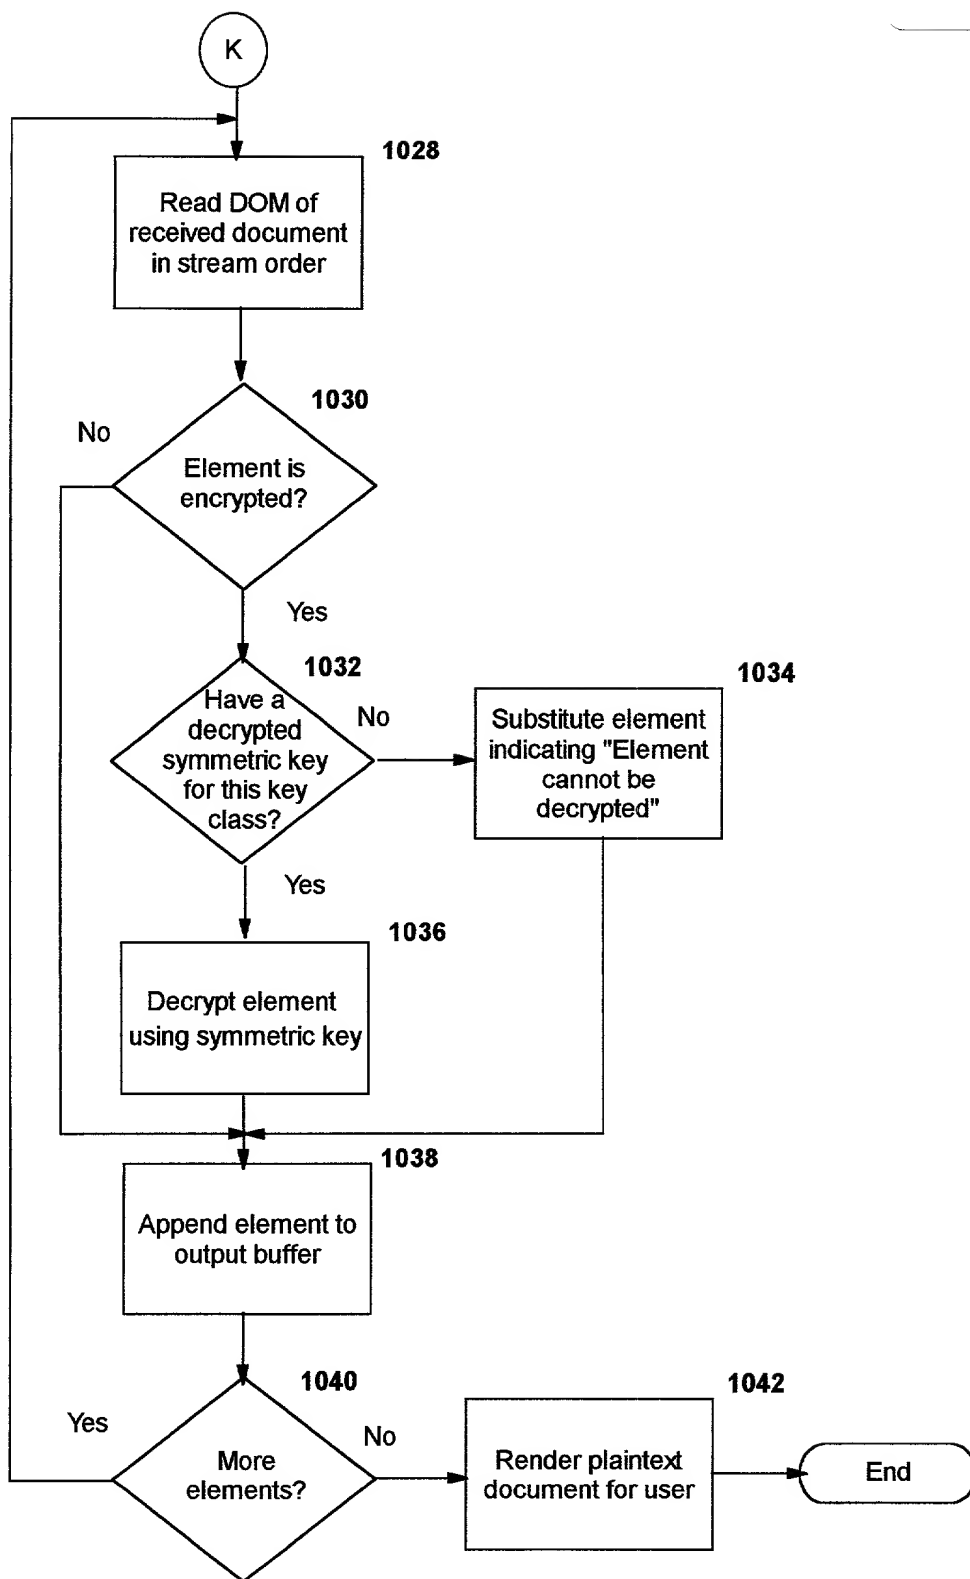 K
1028
Read DOM of
received document
in stream order
1030
No
Element is
encrypted?
Yes
1032
Have a
decrypted
symmetric key
for this key
class?
No
1034
Substitute element
indicating "Element
cannot be
decrypted"
Yes
1036
Decrypt element
using symmetric key
1038
Append element to
output buffer
1040
Yes
More
elements?
No
1042
Render plaintext
document for user
End